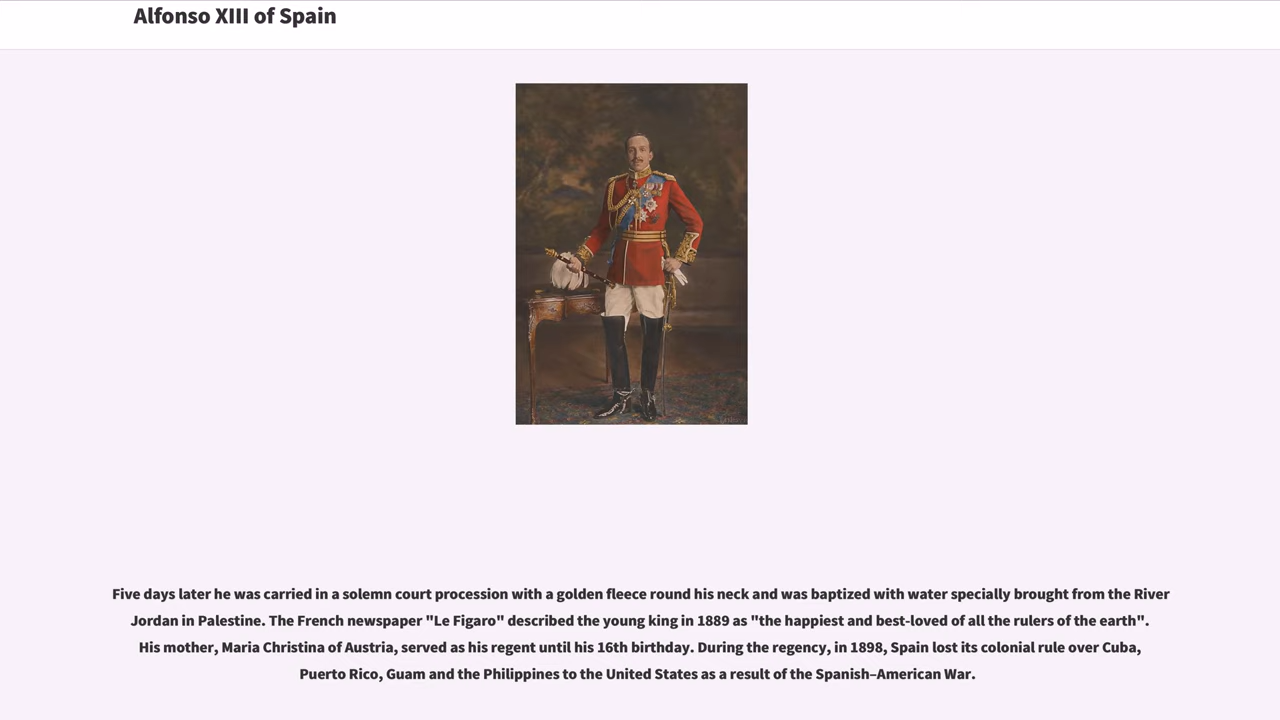 Alfonso XIII of Spain
Five days later he was carried in a solemn court procession with a golden fleece round his neck and was baptized with water specially brought from the River
Jordan in Palestine. The French newspaper "Le Figaro" described the young king in 1889 as "the happiest and best-loved of all the rulers of the earth".
His mother, Maria Christina of Austria, served as his regent until his 16th birthday. During the regency, in 1898, Spain lost its colonial rule over Cuba,
Puerto Rico, Guam and the Philippines to the United States as a result of the Spanish–American War.